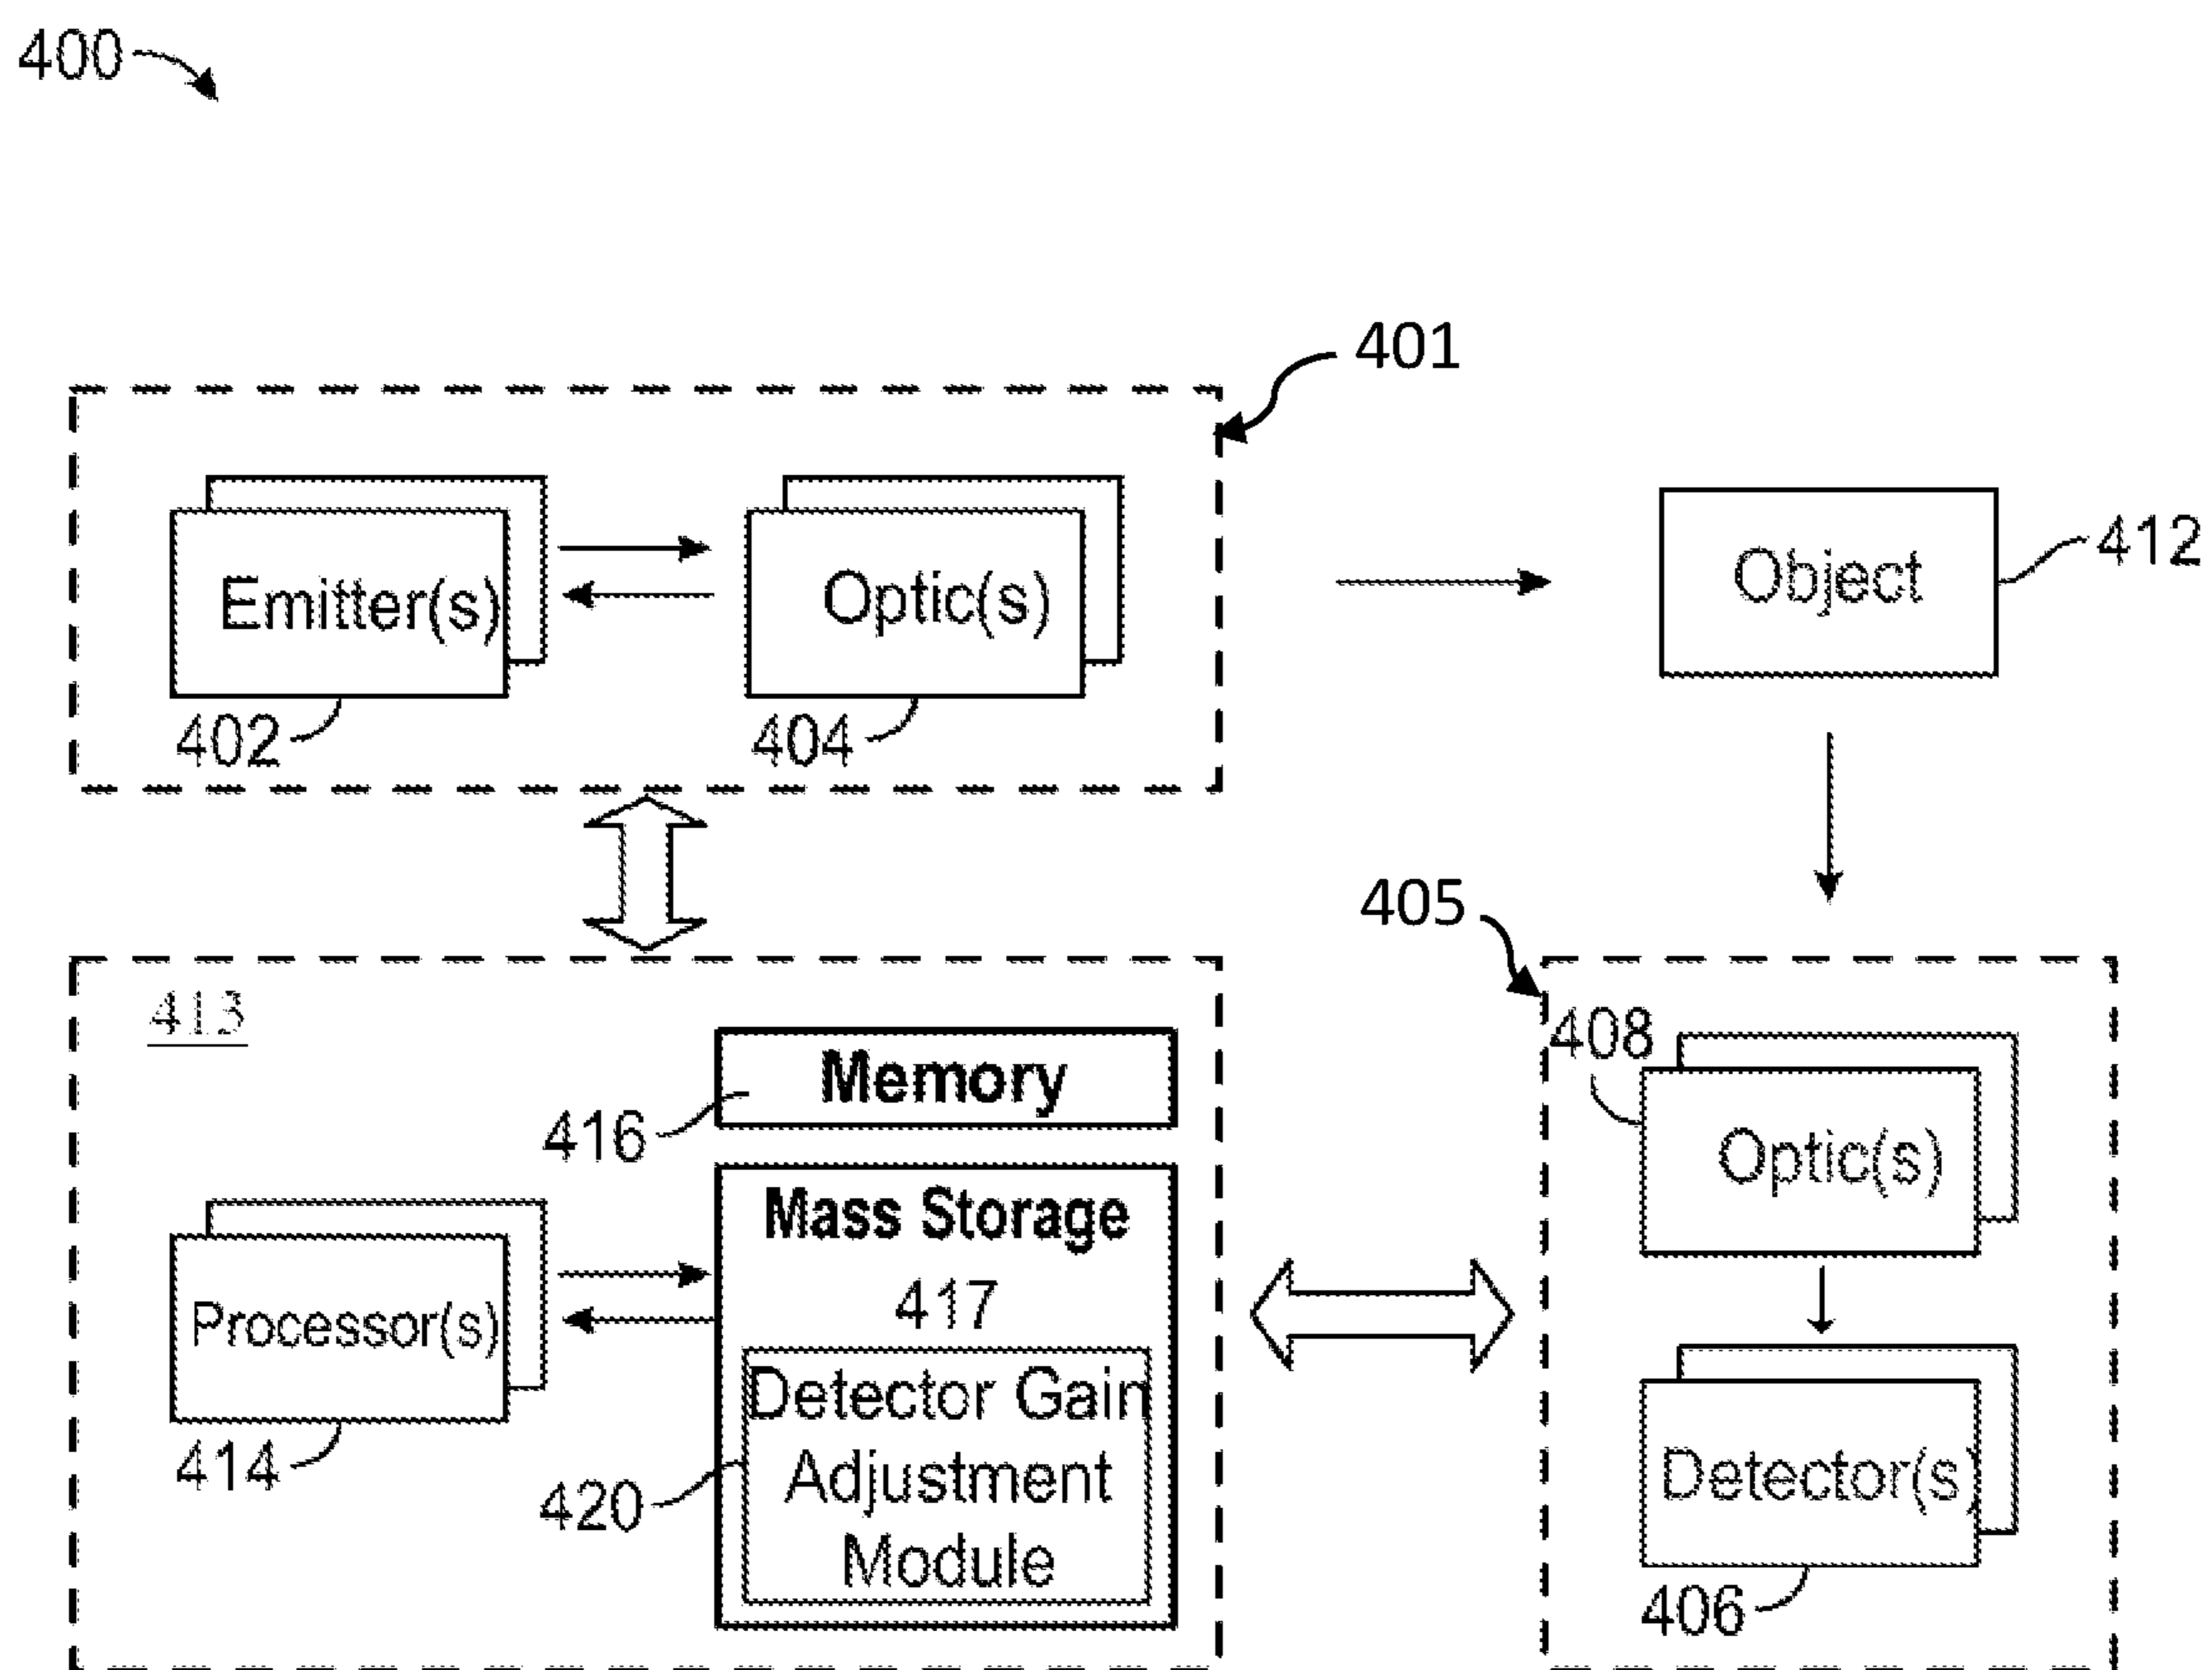 400
401
Emitter(s)
Optic(s)
Object
412
402
404
405
413
408
Memory
416
Optic(s)
Mass Storage
417
Processor(s)
Detector Gain
Adjustment
Module
414
420
Detector(s)
406